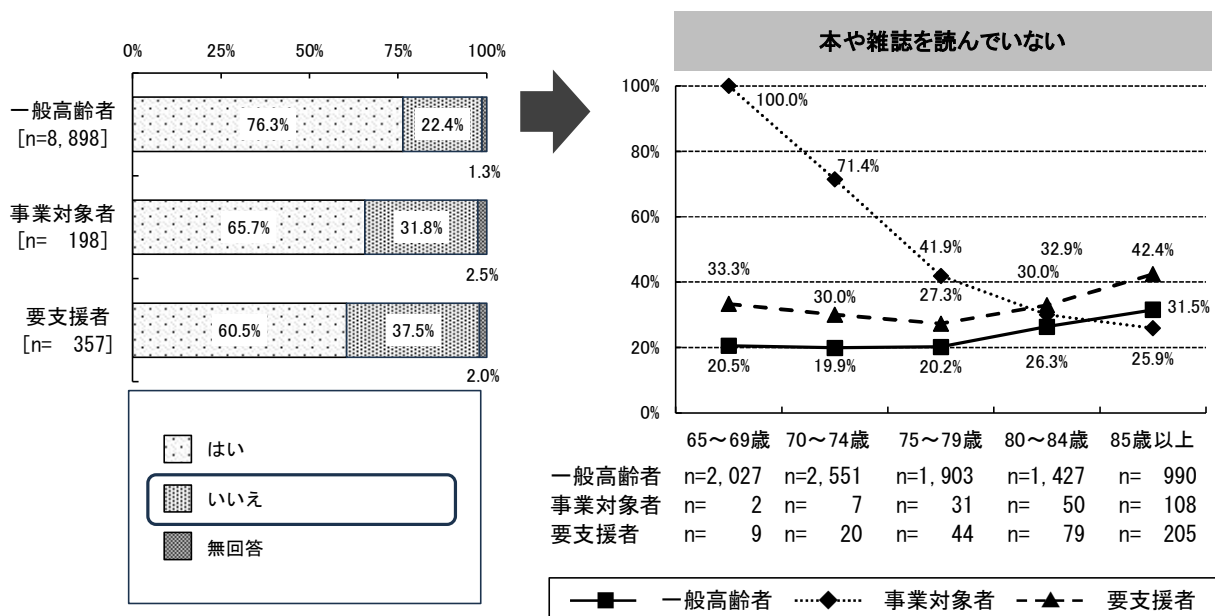 0% 25% 50% 75% 100%
一般高齢者
[n=8,898]
76.3% 22.4%
1.3%
事業対象者
[n= 198]
65.7% 31.8%
2.5%
要支援者
[n= 357]
60.5% 37.5%
2.0%
はい
いいえ
無回答
本や雑誌を読んでいない
100%
80%
60%
40%
20%
0%
100.0%
71.4%
41.9% 32.9% 42.4%
33.3% 30.0% 27.3% 30.0% 31.5%
20.5% 19.9% 20.2% 26.3% 25.9%
65～69歳 70～74歳 75～79歳 80～84歳 85歳以上
一般高齢者 n=2,027 n=2,551 n=1,903 n=1,427 n= 990
事業対象者 n= 2 n= 7 n= 31 n= 50 n= 108
要支援者 n= 9 n= 20 n= 44 n= 79 n= 205
一般高齢者 事業対象者 要支援者